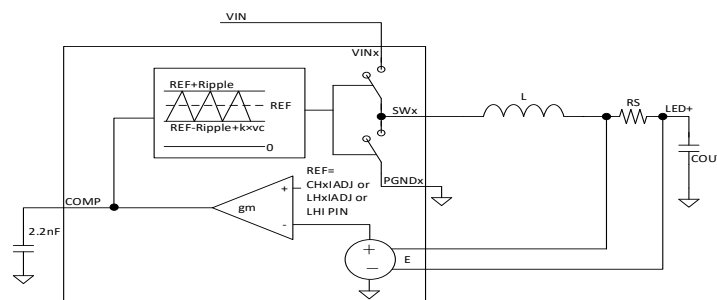 VIN
VINx
REF+Ripple
REF
REF-Ripple+k×vc
0
SWx
L
RS
LED+
COU
PGNDx
REF=
CHxIADJ or
LHxIADJ or
LHI PIN
COMP
gm
+
-
2.2nF
+
−
E